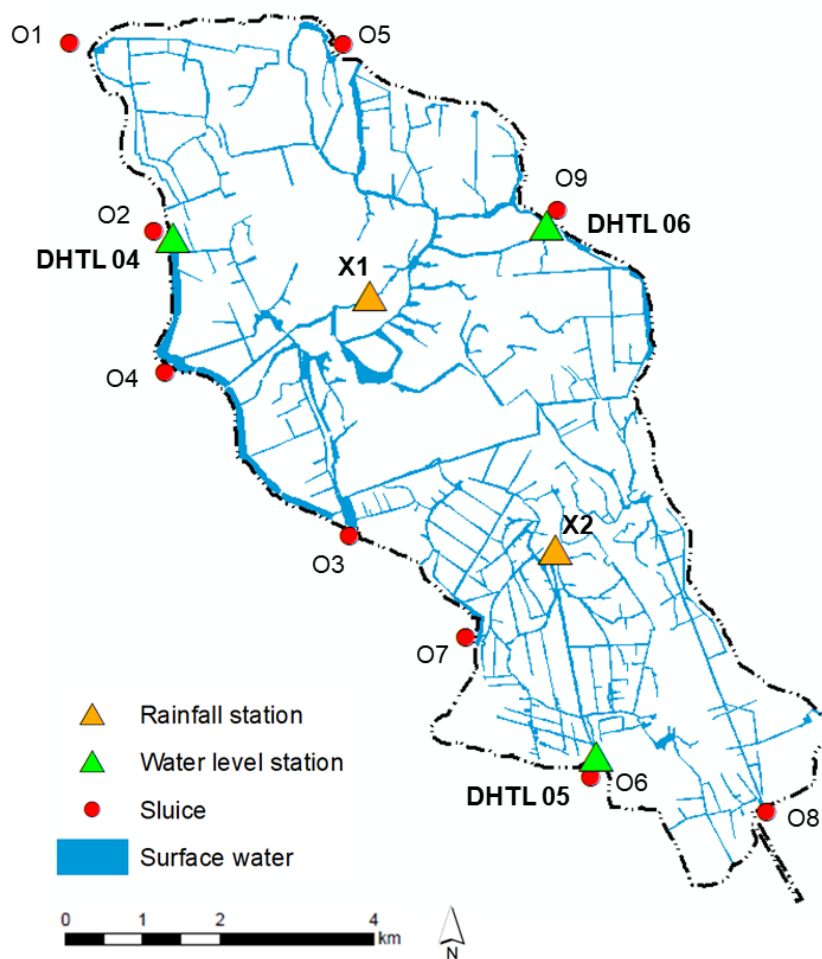 O1
O5
O9
O2
DHTL 06
DHTL 04
X1
O4
X2
O3
O7
Rainfall station
Water level station
O6
DHTL 05
Sluice
O8
Surface water
0 1 2 4
km
N